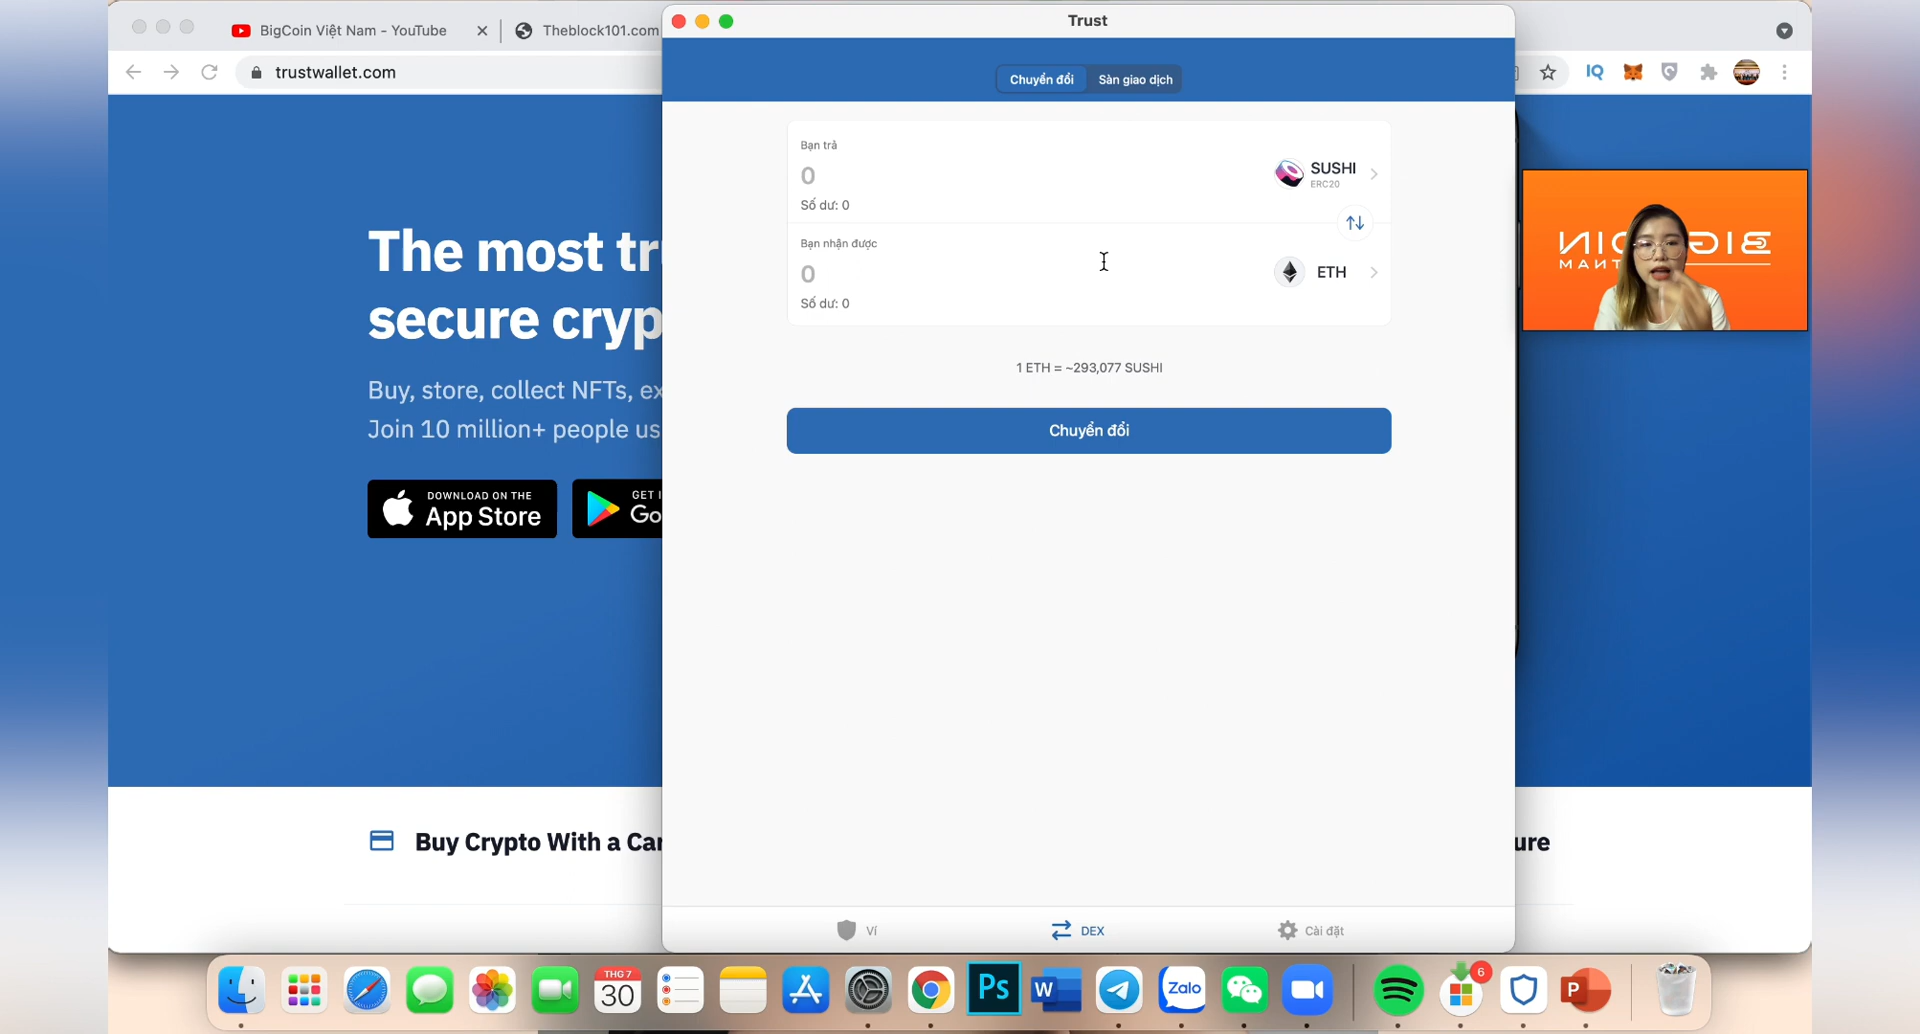 BigCoin Việt Nam - YouTube
Theblock101.com
trustwallet.com
Trust
Chuyển đổi
Sàn giao dịch
Bạn trả
0
SUSHI
ERC20
Số dư: 0
Bạn nhận được
0
ETH
Số dư: 0
1 ETH = ~293,077 SUSHI
Chuyển đổi
The most tru
secure cryp
Buy, store, collect NFTs, ex
Join 10 million+ people us
DOWNLOAD ON THE
App Store
GET I
Go
IQ
Buy Crypto With a Car
ure
Ví
DEX
Cài đặt
THG 7
30
Ps
W
Zalo
6
P